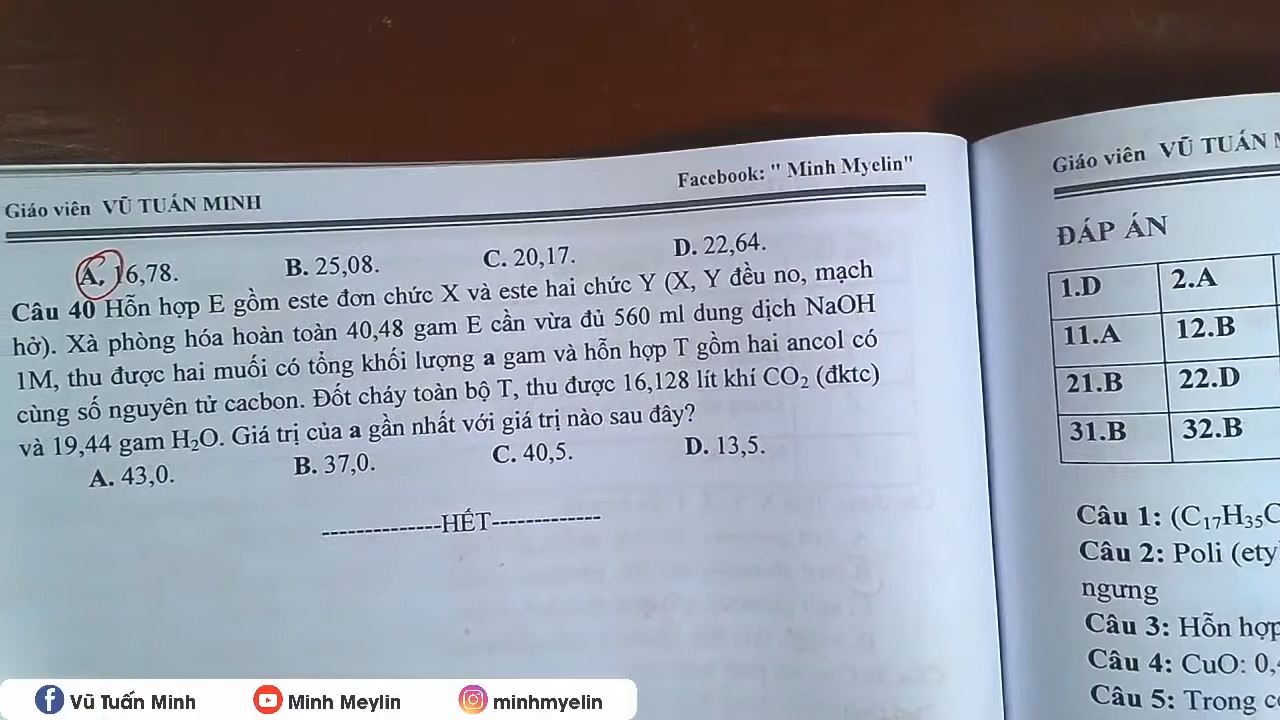 Giáo viên VŨ TUẤN MINH
Facebook: " Minh Myelin"
A. 16,78. B. 25,08. C. 20,17. D. 22,64.
Câu 40 Hỗn hợp E gồm este đơn chức X và este hai chức Y (X, Y đều no, mạch
hở). Xà phòng hóa hoàn toàn 40,48 gam E cần vừa đủ 560 ml dung dịch NaOH
1M, thu được hai muối có tổng khối lượng a gam và hỗn hợp T gồm hai ancol có
cùng số nguyên tử cacbon. Đốt cháy toàn bộ T, thu được 16,128 lít khí CO₂ (đktc)
và 19,44 gam H₂O. Giá trị của a gần nhất với giá trị nào sau đây?
A. 43,0. B. 37,0. C. 40,5. D. 13,5.
--------------HẾT-------------
Giáo viên VŨ TUẤN
ĐÁP ÁN
1.D 2.A
11.A 12.B
21.B 22.D
31.B 32.B
Câu 1: (C₁₇H₃₅C
Câu 2: Poli (ety
ngưng
Câu 3: Hỗn hợp
Câu 4: CuO: 0,
Câu 5: Trong
Vũ Tuấn Minh Minh Meylin minhmyelin